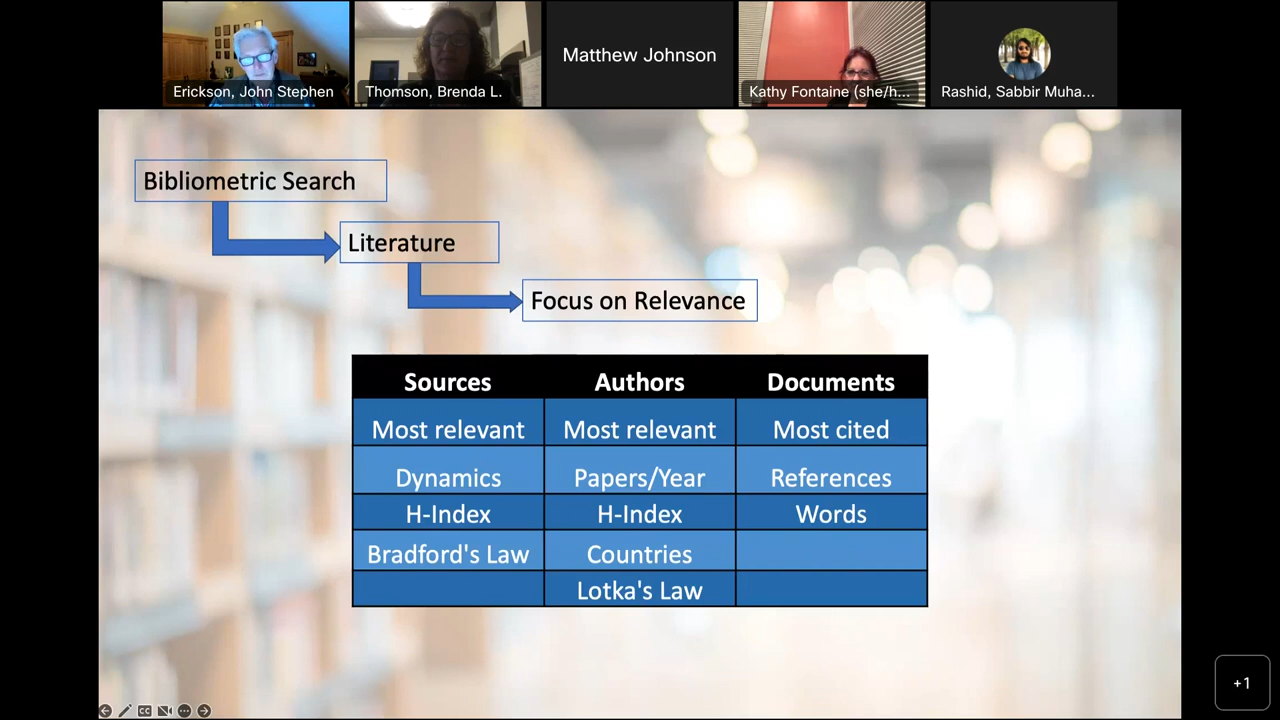 Erickson, John Stephen
Thomson, Brenda L.
Matthew Johnson
Kathy Fontaine (she/h...
Rashid, Sabbir Muha...
Bibliometric Search
Literature
Focus on Relevance
Sources Authors Documents
Most relevant Most relevant Most cited
Dynamics Papers/Year References
H-Index H-Index Words
Bradford's Law Countries
Lotka's Law
CC
+1